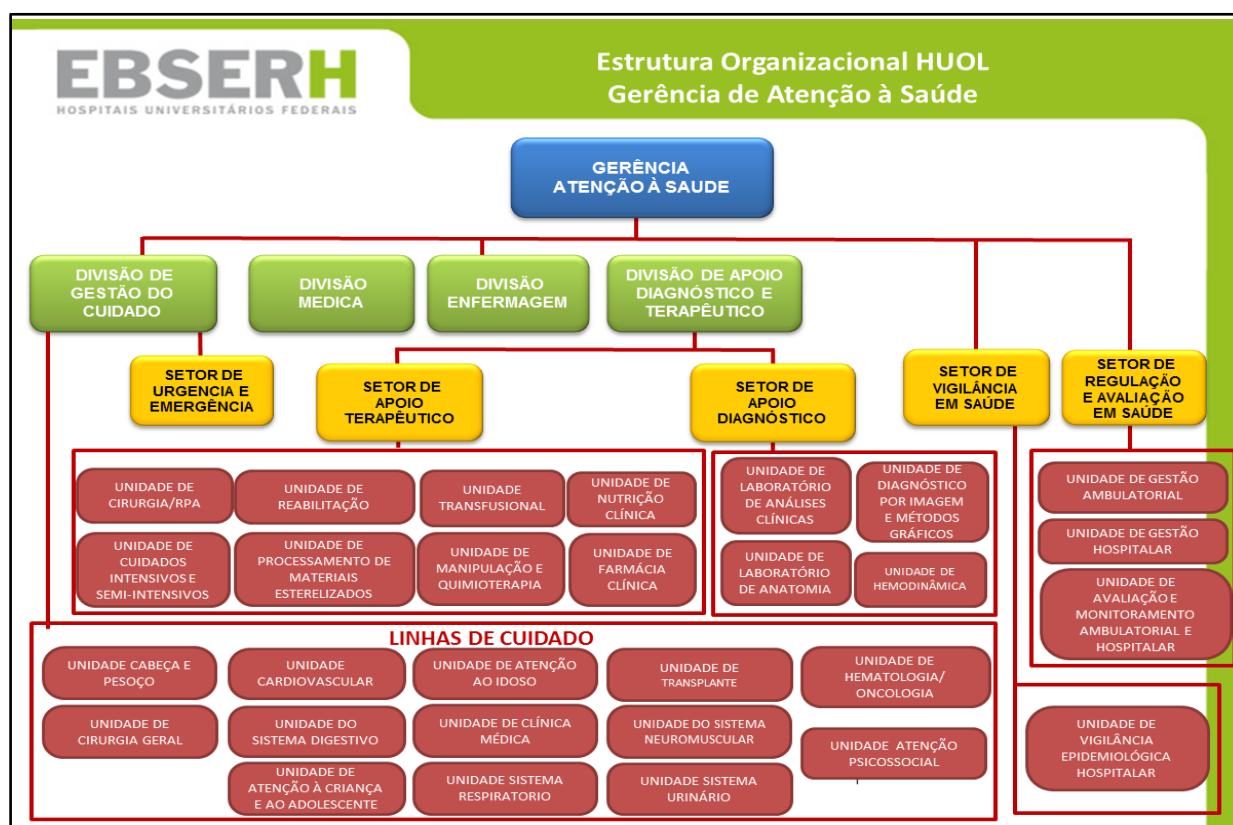 EBSERH
HOSPITAIS UNIVERSITÁRIOS FEDERAIS
Estrutura Organizacional HUOL
Gerência de Atenção à Saúde
GERÊNCIA
ATENÇÃO À SAUDE
DIVISÃO DE
GESTÃO DO
CUIDADO
DIVISÃO
MEDICA
DIVISÃO
ENFERMAGEM
DIVISÃO DE APOIO
DIAGNÓSTICO E
TERAPÊUTICO
SETOR DE
URGENCIA E
EMERGÊNCIA
SETOR DE
APOIO
TERAPÊUTICO
SETOR DE
APOIO
DIAGNÓSTICO
SETOR DE
VIGILÂNCIA
EM SAÚDE
SETOR DE
REGULAÇÃO
E AVALIAÇÃO
EM SAÚDE
UNIDADE DE
CIRURGIA/RPA
UNIDADE DE
REABILITAÇÃO
UNIDADE
TRANSFUSIONAL
UNIDADE DE
NUTRIÇÃO
CLÍNICA
UNIDADE DE
CUIDADOS
INTENSIVOS E
SEMI-INTENSIVOS
UNIDADE DE
PROCESSAMENTO DE
MATERIAIS
ESTERELIZADOS
UNIDADE DE
MANIPULAÇÃO E
QUIMIOTERAPIA
UNIDADE DE
FARMÁCIA
CLÍNICA
UNIDADE DE
LABORATÓRIO
DE ANÁLISES
CLÍNICAS
UNIDADE DE
DIAGNÓSTICO
POR IMAGEM
E MÉTODOS
GRÁFICOS
UNIDADE DE
LABORATÓRIO
DE ANATOMIA
UNIDADE DE
HEMODINÂMICA
UNIDADE DE GESTÃO
AMBULATORIAL
UNIDADE DE GESTÃO
HOSPITALAR
UNIDADE DE
AVALIAÇÃO E
MONITORAMENTO
AMBULATORIAL E
HOSPITALAR
LINHAS DE CUIDADO
UNIDADE CABEÇA E
PESOÇO
UNIDADE
CARDIOVASCULAR
UNIDADE DE ATENÇÃO
AO IDOSO
UNIDADE DE
TRANSPLANTE
UNIDADE DE
HEMATOLOGIA/
ONCOLOGIA
UNIDADE DE
CIRURGIA GERAL
UNIDADE DO
SISTEMA DIGESTIVO
UNIDADE DE CLÍNICA
MÉDICA
UNIDADE DO SISTEMA
NEUROMUSCULAR
UNIDADE ATENÇÃO
PSICOSSOCIAL
UNIDADE DE
ATENÇÃO À CRIANÇA
E AO ADOLESCENTE
UNIDADE SISTEMA
RESPIRATORIO
UNIDADE SISTEMA
URINÁRIO
UNIDADE DE
VIGILÂNCIA
EPIDEMIOLÓGICA
HOSPITALAR